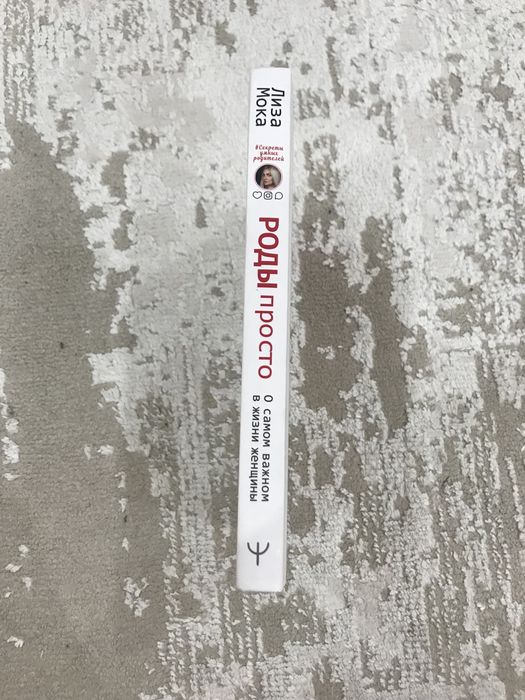 Лиза
Мока
#Секреты
умных
родителей
РОДЫ просто
О самом важном
в жизни женщины